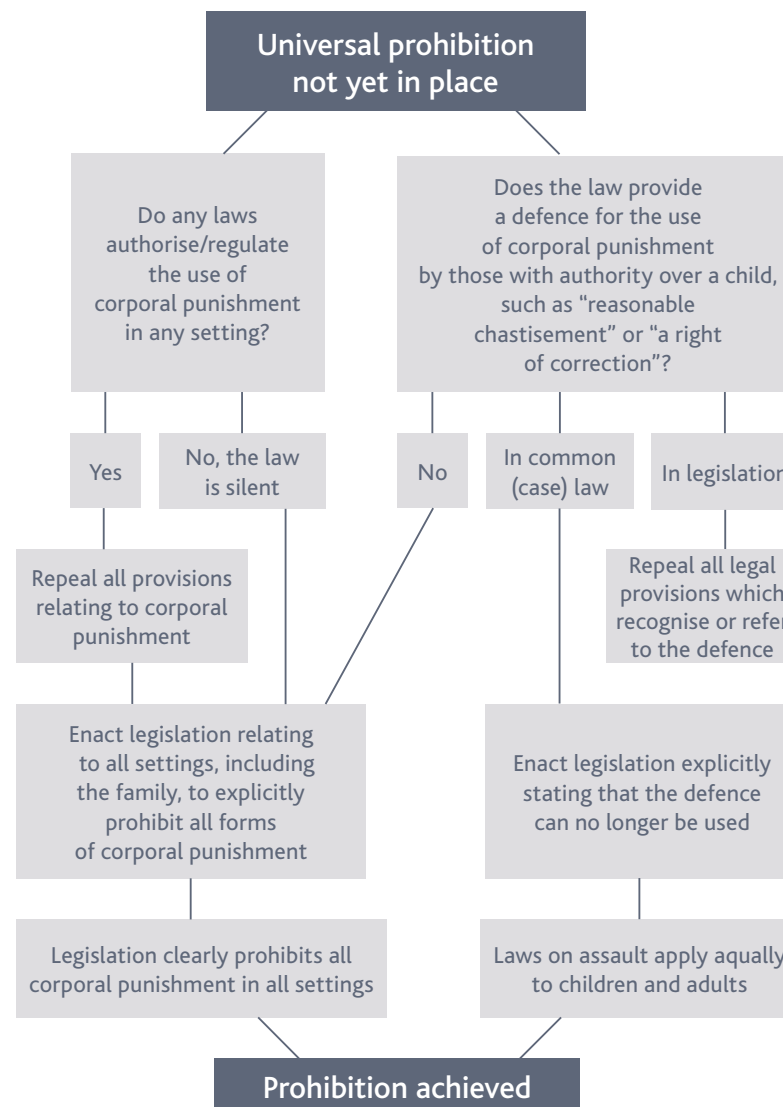 Universal prohibition
not yet in place
Do any laws
authorise/regulate
the use of
corporal punishment
in any setting?
Does the law provide
a defence for the use
of corporal punishment
by those with authority over a child,
such as “reasonable
chastisement” or “a right
of correction”?
Yes
No, the law
is silent
No
In common
(case) law
In legislation
Repeal all provisions
relating to corporal
punishment
Repeal all legal
provisions which
recognise or refer
to the defence
Enact legislation relating
to all settings, including
the family, to explicitly
prohibit all forms
of corporal punishment
Enact legislation explicitly
stating that the defence
can no longer be used
Legislation clearly prohibits all
corporal punishment in all settings
Laws on assault apply aqually
to children and adults
Prohibition achieved